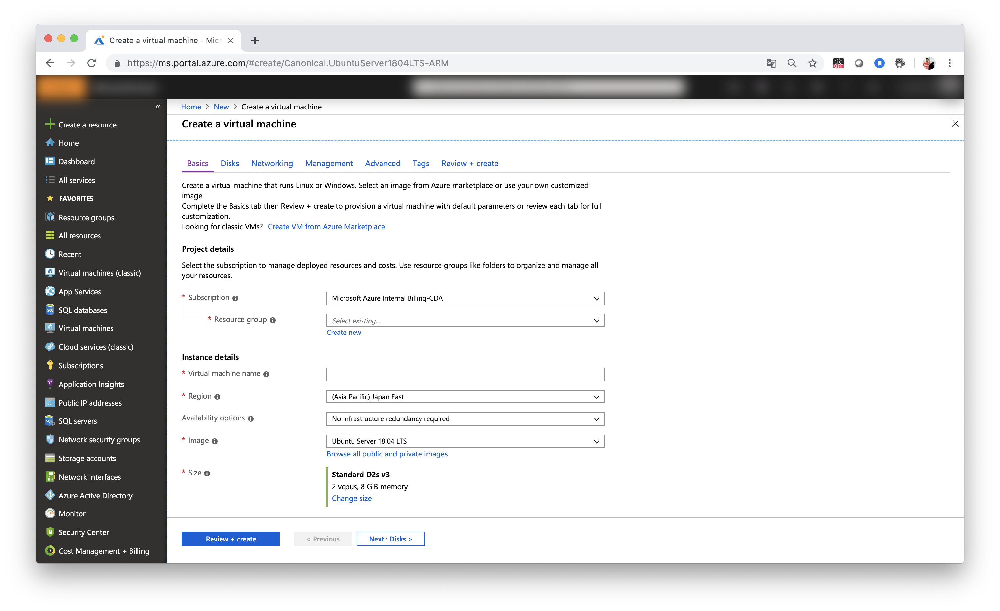 Create a virtual machine - Micr
https://ms.portal.azure.com/#create/Canonical.UbuntuServer1804LTS-ARM
OFF
Create a resource
Home
Dashboard
All services
FAVORITES
Resource groups
All resources
Recent
Virtual machines (classic)
App Services
SQL
SQL databases
Virtual machines
Cloud services (classic)
Subscriptions
Application Insights
Public IP addresses
SQL
SQL servers
Network security groups
Storage accounts
Network interfaces
Azure Active Directory
Monitor
Security Center
Cost Management + Billing
Home > New > Create a virtual machine
Create a virtual machine
Basics Disks Networking Management Advanced Tags Review + create
Create a virtual machine that runs Linux or Windows. Select an image from Azure marketplace or use your own customized
image.
Complete the Basics tab then Review + create to provision a virtual machine with default parameters or review each tab for full
customization.
Looking for classic VMs? Create VM from Azure Marketplace
Project details
Select the subscription to manage deployed resources and costs. Use resource groups like folders to organize and manage all
your resources.
* Subscription Microsoft Azure Internal Billing-CDA
* Resource group Select existing...
Create new
Instance details
* Virtual machine name
* Region (Asia Pacific) Japan East
Availability options No infrastructure redundancy required
* Image Ubuntu Server 18.04 LTS
Browse all public and private images
* Size Standard D2s v3
2 vcpus, 8 GiB memory
Change size
Review + create < Previous Next : Disks >